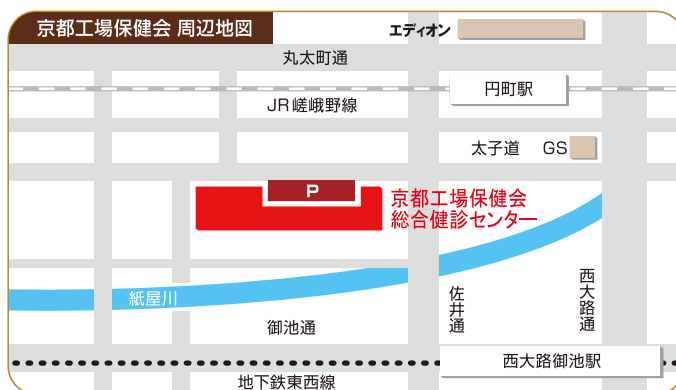 京都工場保健会 周辺地図
エディオン
丸太町通
円町駅
JR嵯峨野線
太子道 GS
P
京都工場保健会
総合健診センター
紙屋川
佐井通
西大路通
御池通
西大路御池駅
地下鉄東西線